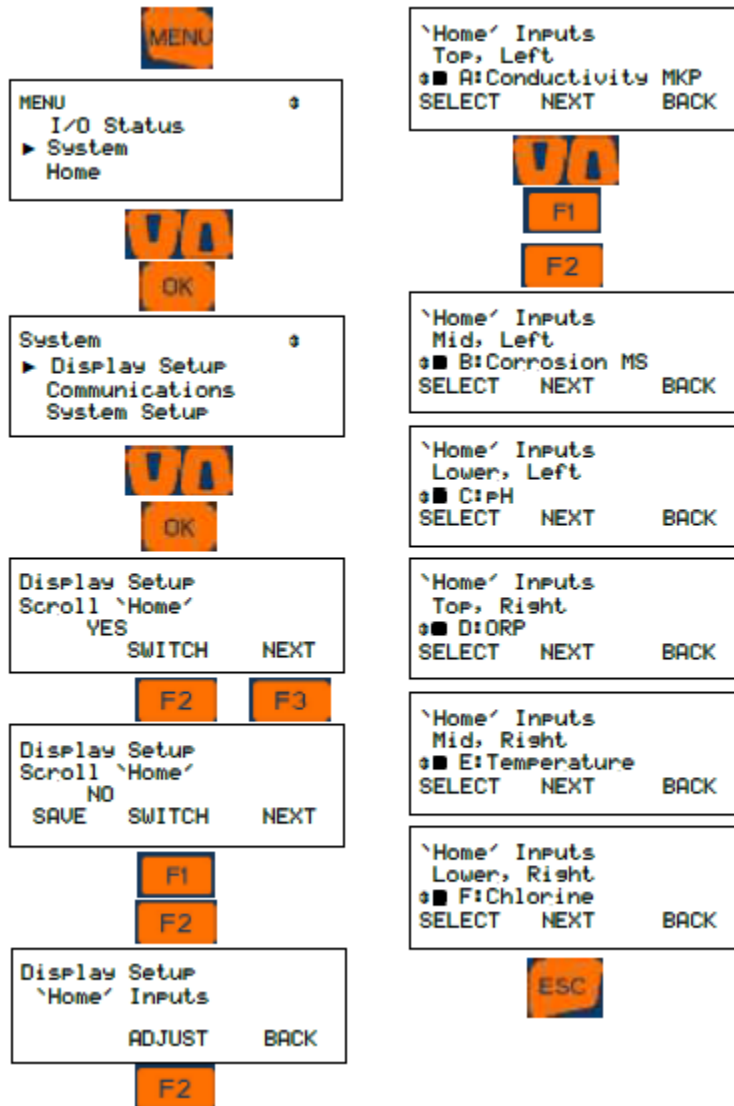 MENU
MENU
I/O Status
► System
Home
OK
System
► Display Setup
Communications
System Setup
OK
Display Setup
Scroll `Home´
YES
SWITCH NEXT
F2 F3
Display Setup
Scroll `Home´
NO
SAVE SWITCH NEXT
F1
F2
Display Setup
`Home´ Inputs
ADJUST BACK
F2
`Home´ Inputs
Top, Left
A:Conductivity MKP
SELECT NEXT BACK
F1
F2
`Home´ Inputs
Mid, Left
B:Corrosion MS
SELECT NEXT BACK
`Home´ Inputs
Lower, Left
C:pH
SELECT NEXT BACK
`Home´ Inputs
Top, Right
D:ORP
SELECT NEXT BACK
`Home´ Inputs
Mid, Right
E:Temperature
SELECT NEXT BACK
`Home´ Inputs
Lower, Right
F:Chlorine
SELECT NEXT BACK
ESC